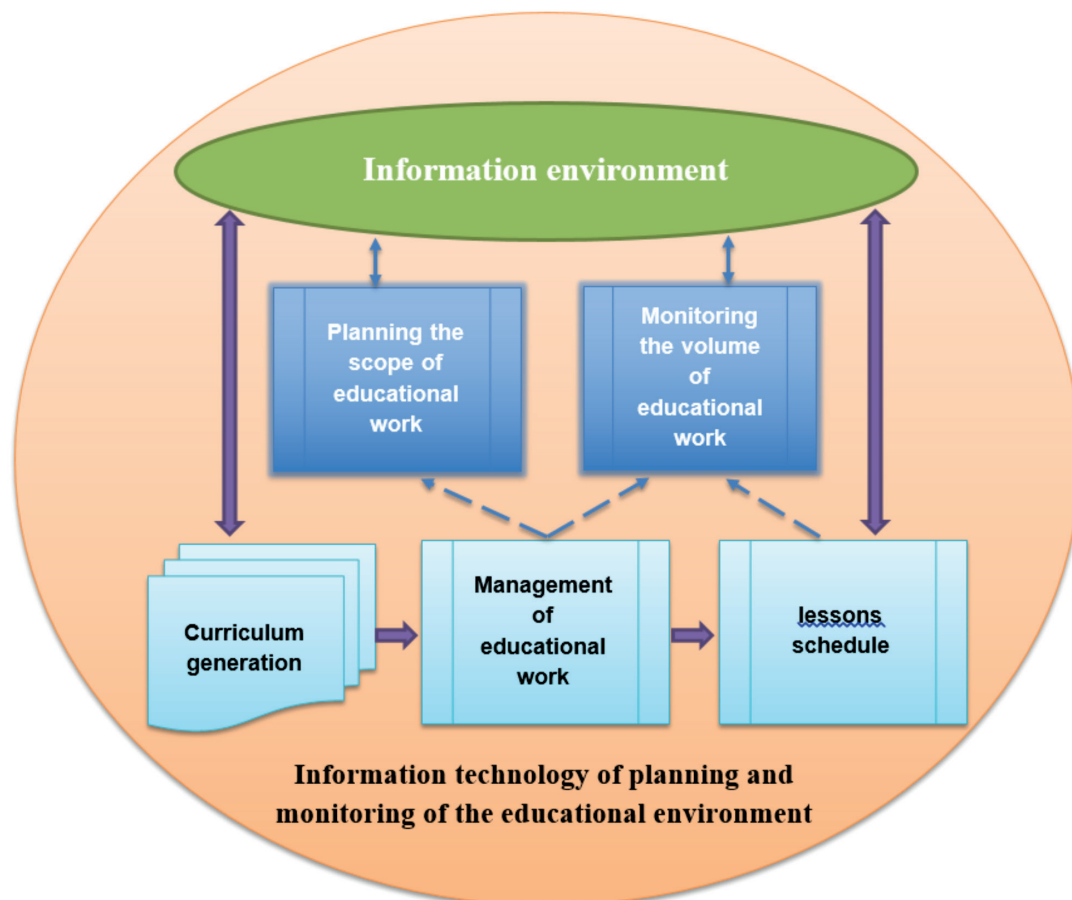 Information environment
Planning the
scope of
educational
work
Monitoring
the volume
of
educational
work
Curriculum
generation
Management
of
educational
work
lessons
schedule
Information technology of planning and
monitoring of the educational environment